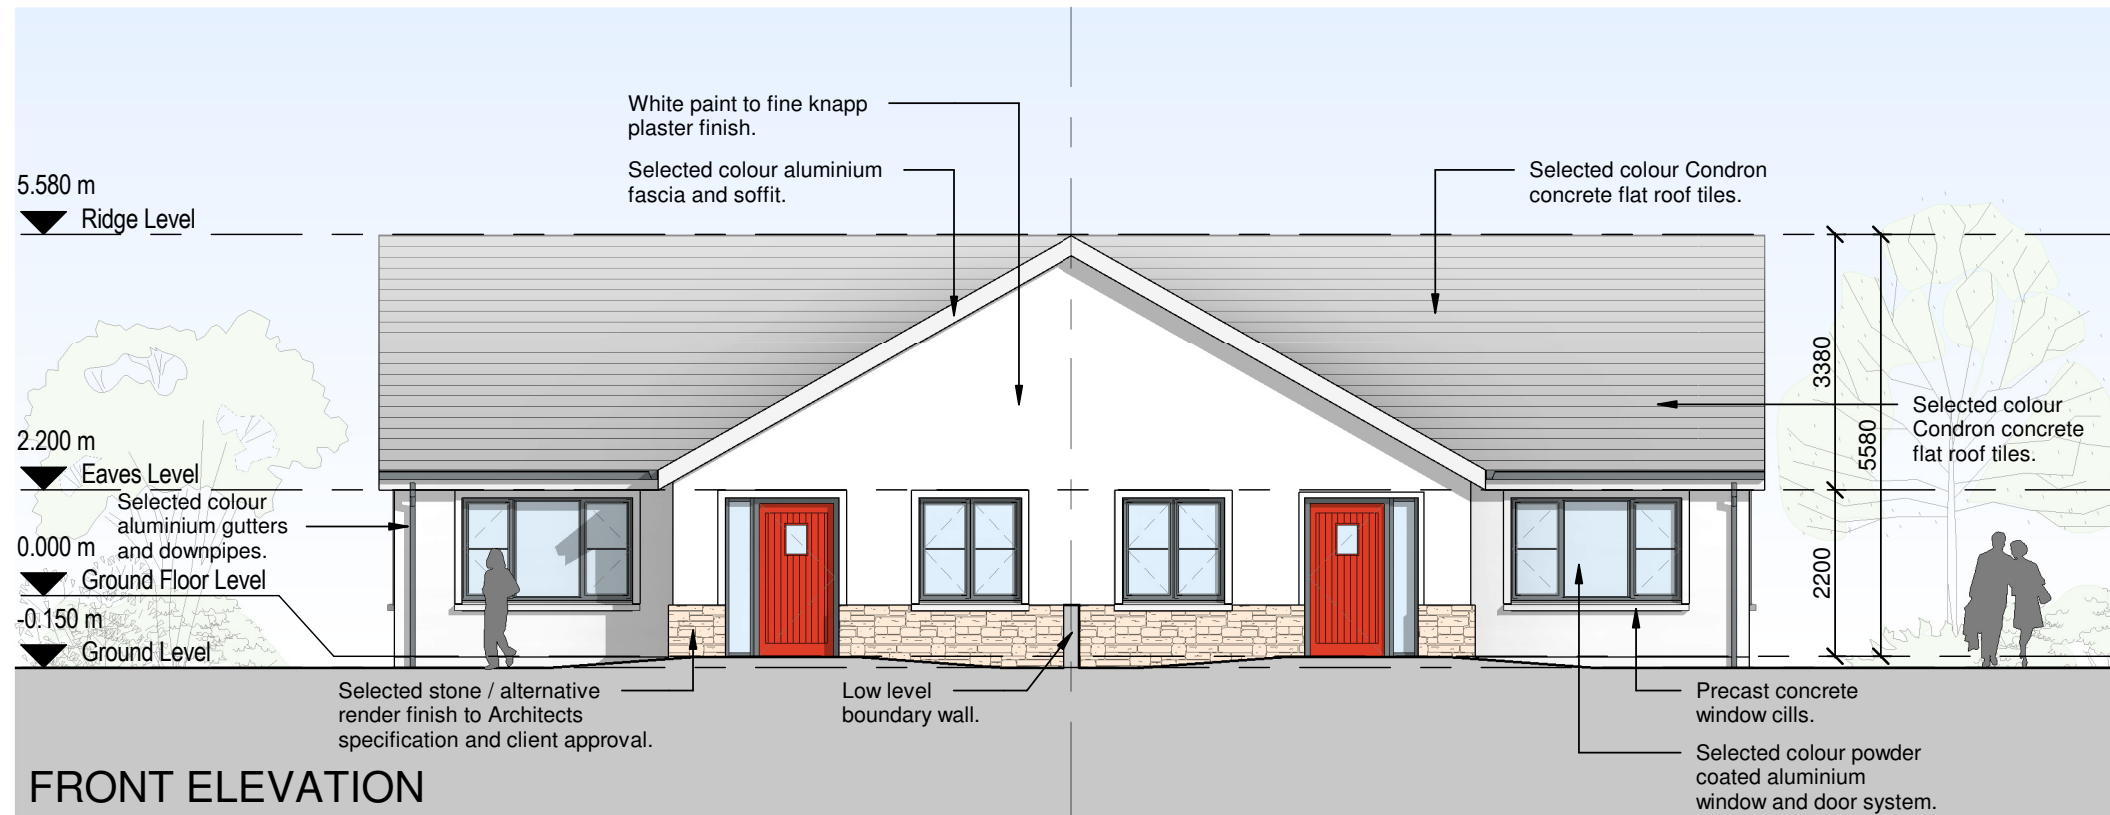 White paint to fine knapp
plaster finish.
Selected colour aluminium
fascia and soffit.
Selected colour Condron
concrete flat roof tiles.
5.580 m
Ridge Level
3380
5580
Selected colour
Condron concrete
flat roof tiles.
2.200 m
Eaves Level
Selected colour
aluminium gutters
and downpipes.
0.000 m
Ground Floor Level
2200
-0.150 m
Ground Level
Selected stone / alternative
render finish to Architects
specification and client approval.
Low level
boundary wall.
Precast concrete
window cills.
Selected colour powder
coated aluminium
window and door system.
FRONT ELEVATION